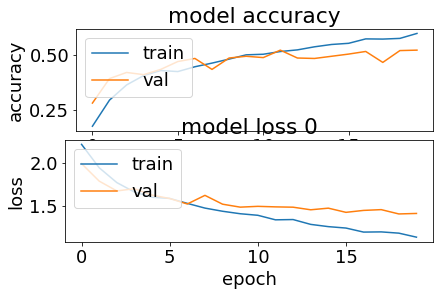 model accuracy
accuracy
0.50
0.25
train
val
model loss 0
loss
2.0
1.5
train
val
0 5 10 15
epoch